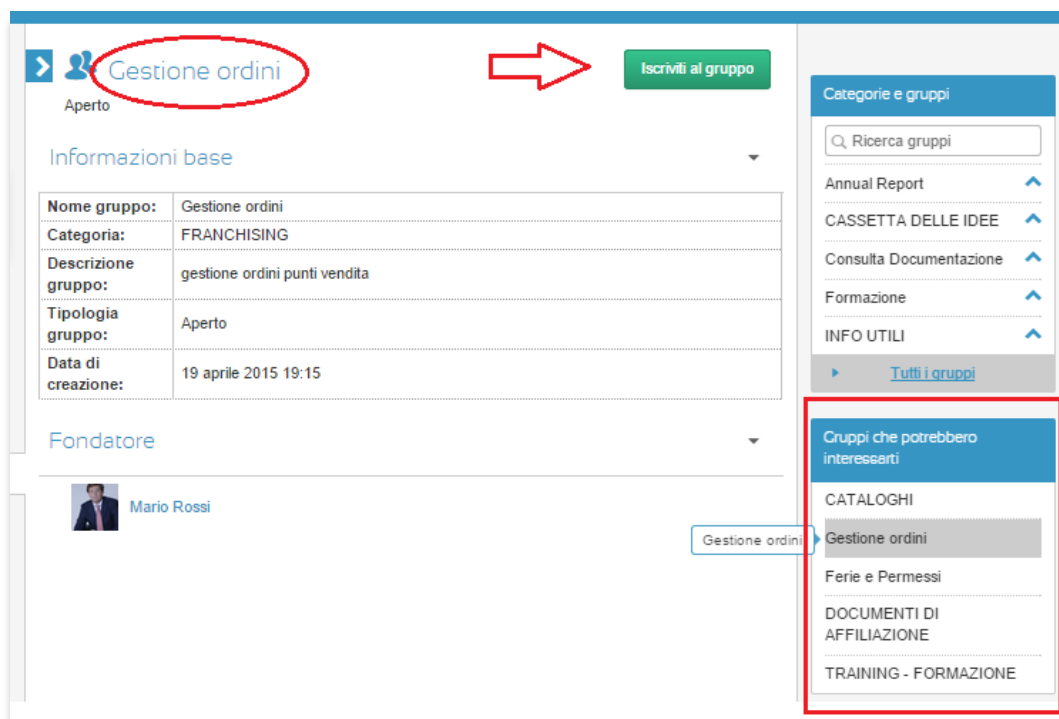 Gestione ordini
Iscriviti al gruppo
Aperto
Informazioni base
Nome gruppo: Gestione ordini
Categoria: FRANCHISING
Descrizione
gruppo: gestione ordini punti vendita
Tipologia
gruppo: Aperto
Data di
creazione: 19 aprile 2015 19:15
Fondatore
Mario Rossi
Categorie e gruppi
Ricerca gruppi
Annual Report
CASSETTA DELLE IDEE
Consulta Documentazione
Formazione
INFO UTILI
Tutti i gruppi
Gruppi che potrebbero
interessarti
CATALOGHI
Gestione ordini
Gestione ordini
Ferie e Permessi
DOCUMENTI DI
AFFILIAZIONE
TRAINING - FORMAZIONE